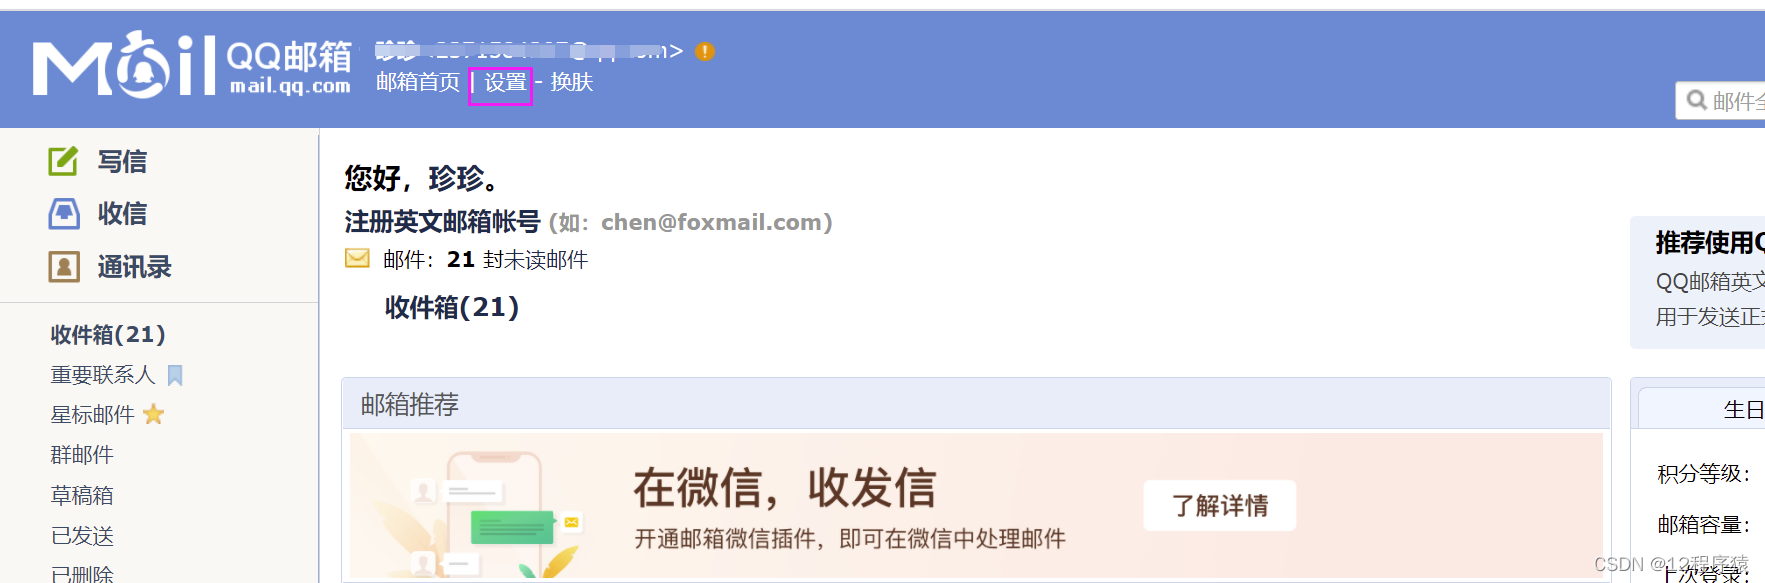 Mail QQ邮箱
mail.qq.com
邮箱首页 | 设置 - 换肤
邮件全
写信
收信
通讯录
收件箱(21)
重要联系人
星标邮件
群邮件
草稿箱
已发送
已删除
您好，珍珍。
注册英文邮箱帐号 (如：chen@foxmail.com)
邮件：21 封未读邮件
收件箱(21)
邮箱推荐
在微信，收发信
开通邮箱微信插件，即可在微信中处理邮件
了解详情
推荐使用Q
QQ邮箱英文
用于发送正式
生日
积分等级：
邮箱容量：
上次登录：
CSDN @12程序猿